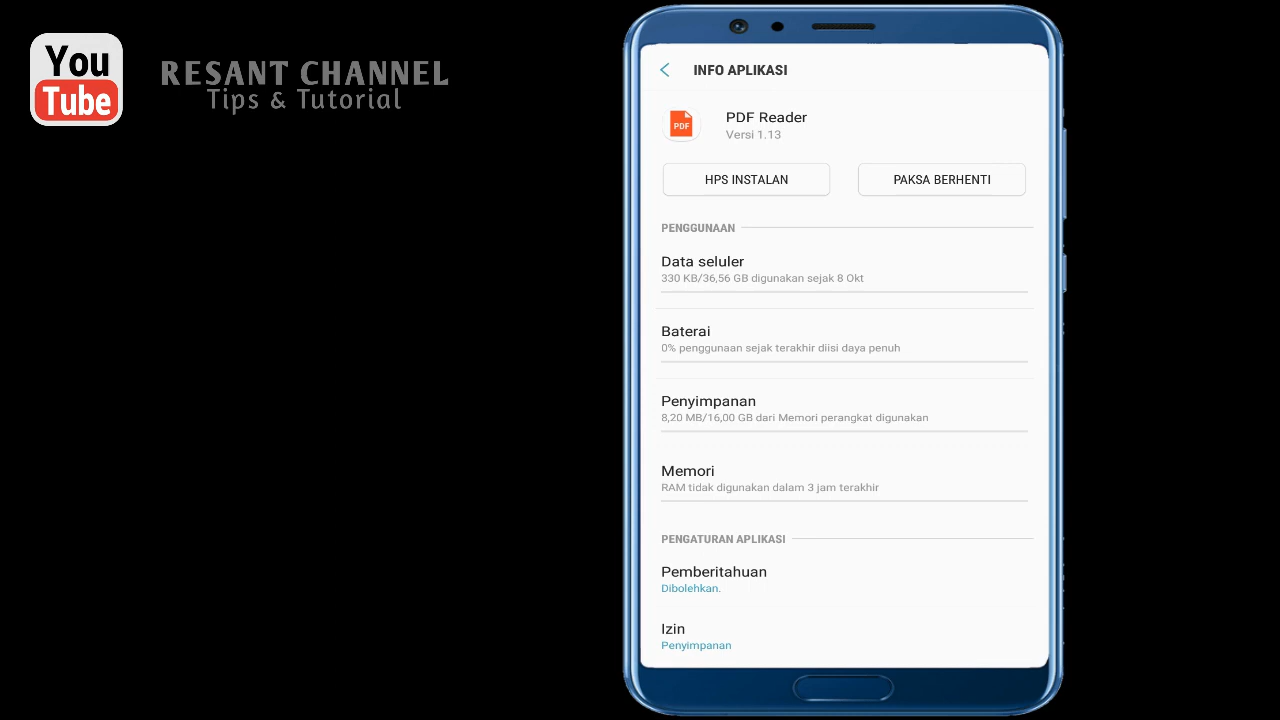 You
Tube
RESANT CHANNEL
Tips & Tutorial
INFO APLIKASI
PDF
PDF Reader
Versi 1.13
HPS INSTALAN
PAKSA BERHENTI
PENGGUNAAN
Data seluler
330 KB/36,56 GB digunakan sejak 8 Okt
Baterai
0% penggunaan sejak terakhir diisi daya penuh
Penyimpanan
8,20 MB/16,00 GB dari Memori perangkat digunakan
Memori
RAM tidak digunakan dalam 3 jam terakhir
PENGATURAN APLIKASI
Pemberitahuan
Dibolehkan.
Izin
Penyimpanan